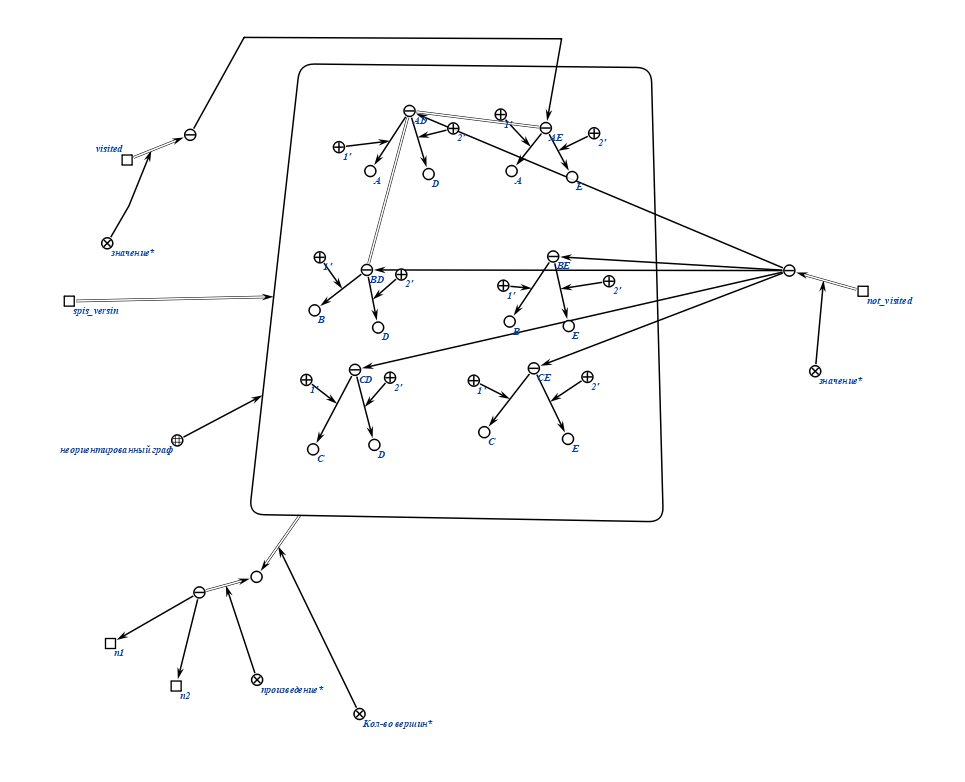 visited
AD
AE
1'
2'
1'
2'
A
D
A
E
значение*
1'
BD
2'
BE
1'
2'
not_visited
spis_versin
B
D
B
E
1'
CD
2'
1'
CE
2'
значение*
неориентированный граф
C
D
C
E
n1
n2
произведение*
Кол-во вершин*